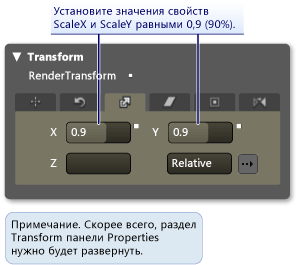 Установите значения свойств
ScaleX и ScaleY равными 0,9 (90%).
Transform
RenderTransform
X 0.9 Y 0.9
Z Relative
Примечание. Скорее всего, раздел
Transform панели Properties
нужно будет развернуть.